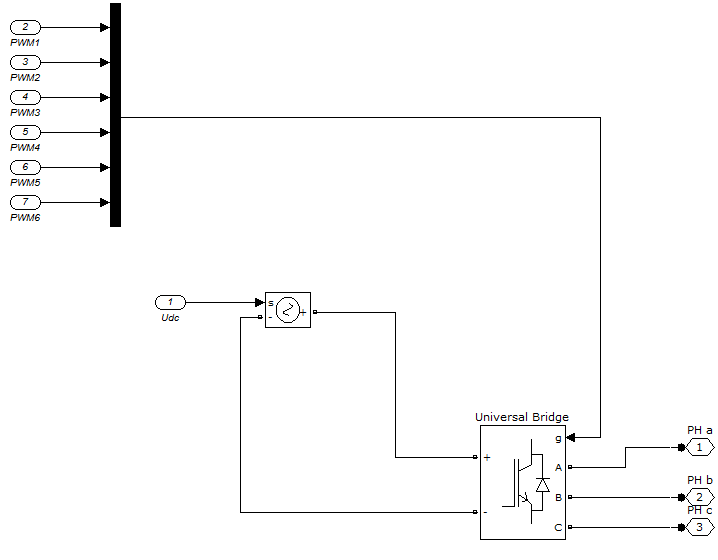 2
PWM1
3
PWM2
4
PWM3
5
PWM4
6
PWM5
7
PWM6
1
Udc
s
-
+
Universal Bridge
g
+
A
B
-
C
PH a
1
PH b
2
PH c
3